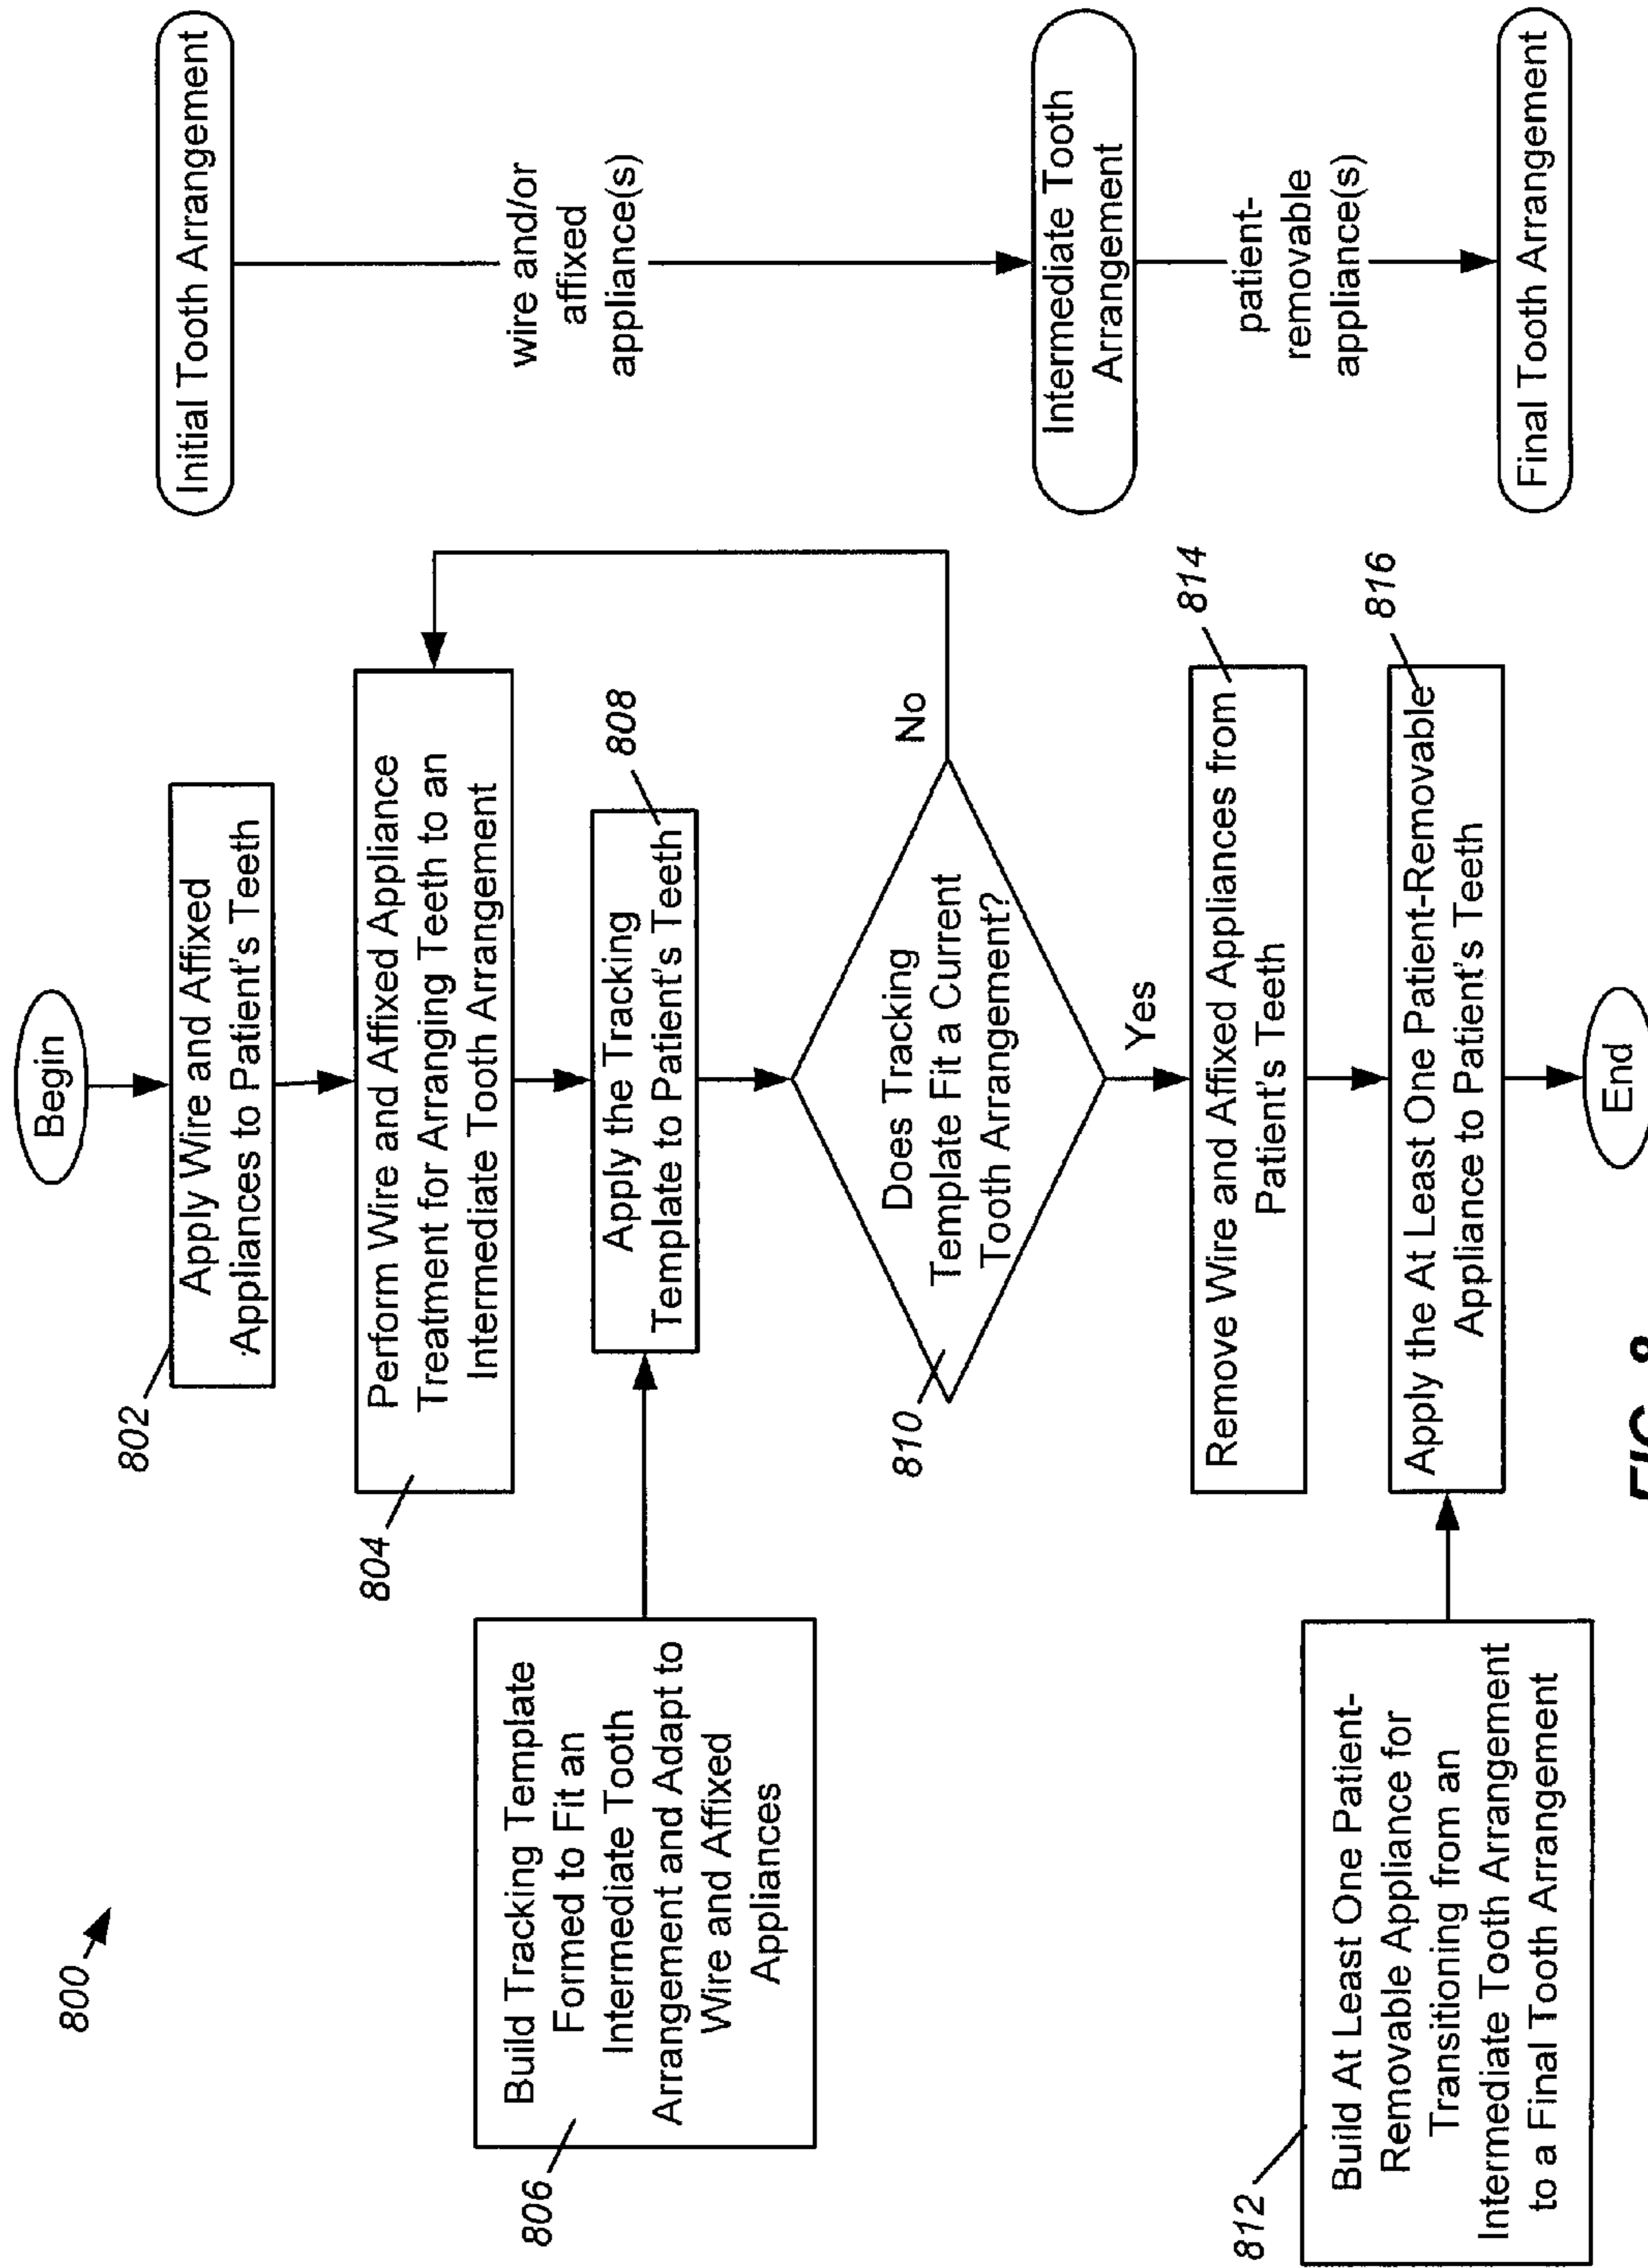 800
Begin
802
Apply Wire and Affixed
Appliances to Patient's Teeth
804
Perform Wire and Affixed Appliance
Treatment for Arranging Teeth to an
Intermediate Tooth Arrangement
806
Build Tracking Template
Formed to Fit an
Intermediate Tooth
Arrangement and Adapt to
Wire and Affixed
Appliances
808
Apply the Tracking
Template to Patient's Teeth
810
Does Tracking
Template Fit a Current
Tooth Arrangement?
No
Yes
814
Remove Wire and Affixed Appliances from
Patient's Teeth
812
Build At Least One Patient-
Removable Appliance for
Transitioning from an
Intermediate Tooth Arrangement
to a Final Tooth Arrangement
816
Apply the At Least One Patient-Removable
Appliance to Patient's Teeth
End
Initial Tooth Arrangement
wire and/or
affixed
appliance(s)
Intermediate Tooth
Arrangement
patient-
removable
appliance(s)
Final Tooth Arrangement
FIG. 8